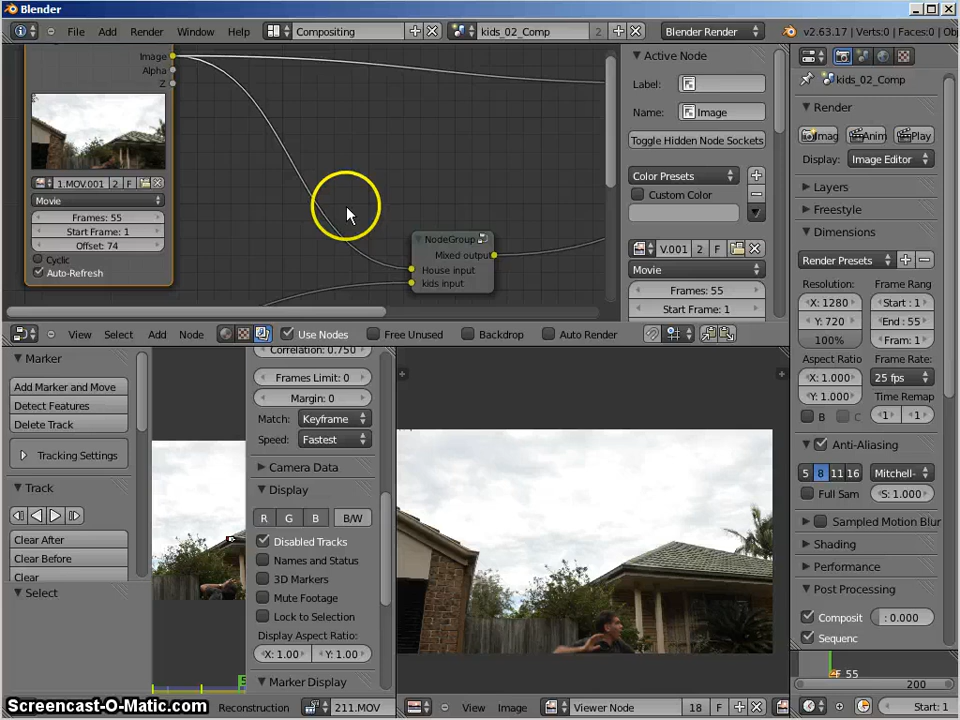 Blender
File Add Render Window Help Compositing kids_02_Comp 2 Blender Render v2.63.17 | Verts:0 | Faces:0 | Ob
Image
Alpha
Z
1.MOV.001 2 F
Movie
Frames: 55
Start Frame: 1
Offset: 74
Cyclic
Auto-Refresh
NodeGroup
Mixed output
House input
kids input
Active Node
Label:
Name: Image
Toggle Hidden Node Sockets
Color Presets
Custom Color
V.001 2 F
Movie
Frames: 55
Start Frame: 1
View Select Add Node Use Nodes Free Unused Backdrop Auto Render
kids_02_Comp
Render
Imag Anim Play
Display: Image Editor
Layers
Freestyle
Dimensions
Render Presets
Resolution: Frame Rang
X: 1280 Start : 1
Y: 720 End : 55
100% Fram: 1
Aspect Ratio Frame Rate:
X: 1.000 25 fps
Y: 1.000 Time Remap
B C 1 1
Anti-Aliasing
5 8 11 16 Mitchell-
Full Sam S: 1.000
Sampled Motion Blur
Shading
Performance
Post Processing
Composit : 0.000
Sequenc
F 55
200
Start: 1
Marker
Add Marker and Move
Detect Features
Delete Track
Tracking Settings
Track
Clear After
Clear Before
Clear
Select
Correlation: 0.750
Frames Limit: 0
Margin: 0
Match: Keyframe
Speed: Fastest
Camera Data
Display
R G B B/W
Disabled Tracks
Names and Status
3D Markers
Mute Footage
Lock to Selection
Display Aspect Ratio:
X: 1.00 Y: 1.00
Marker Display
Reconstruction 211.MOV
View Image Viewer Node 18 F
Screencast-O-Matic.com